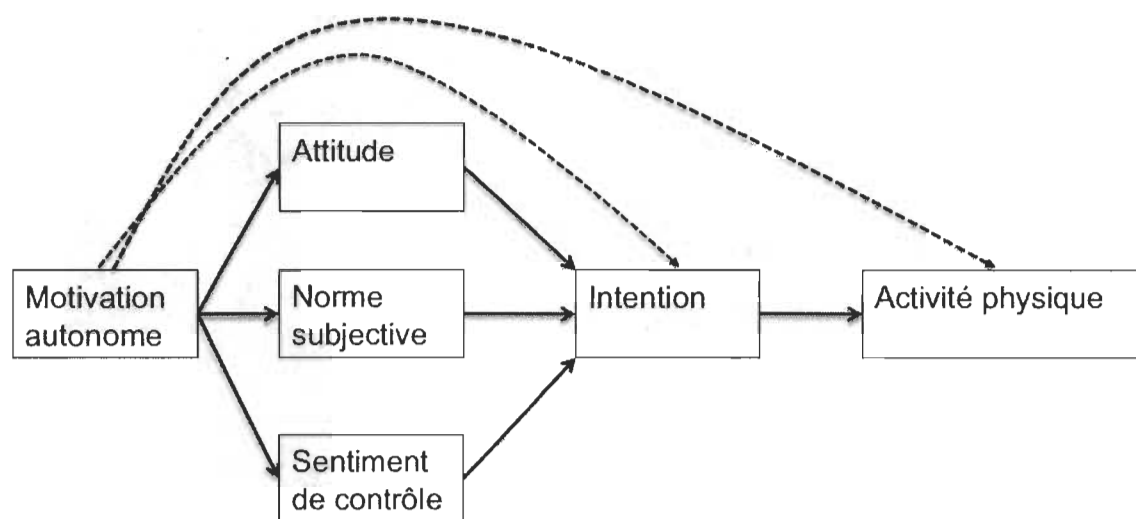 Attitude
Motivation
autonome
Norme
subjective
Intention
Activité physique
Sentiment
de contrôle